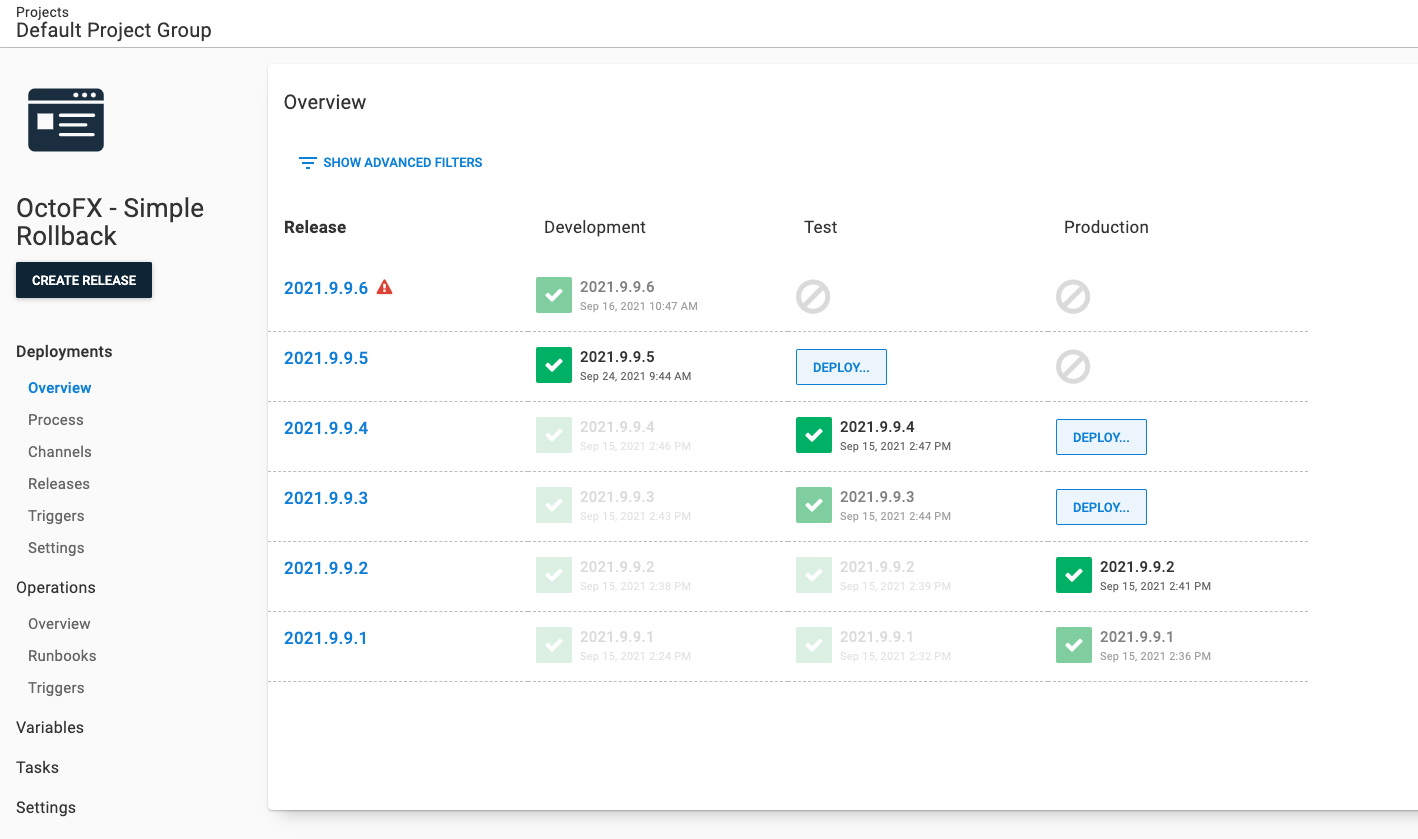 Projects
Default Project Group
OctoFX - Simple
Rollback
CREATE RELEASE
Deployments
Overview
Process
Channels
Releases
Triggers
Settings
Operations
Overview
Runbooks
Triggers
Variables
Tasks
Settings
Overview
SHOW ADVANCED FILTERS
Release Development Test Production
2021.9.9.6 2021.9.9.6
Sep 16, 2021 10:47 AM
2021.9.9.5 2021.9.9.5 DEPLOY...
Sep 24, 2021 9:44 AM
2021.9.9.4 2021.9.9.4 2021.9.9.4 DEPLOY...
Sep 15, 2021 2:46 PM Sep 15, 2021 2:47 PM
2021.9.9.3 2021.9.9.3 2021.9.9.3 DEPLOY...
Sep 15, 2021 2:43 PM Sep 15, 2021 2:44 PM
2021.9.9.2 2021.9.9.2 2021.9.9.2 2021.9.9.2
Sep 15, 2021 2:38 PM Sep 15, 2021 2:39 PM Sep 15, 2021 2:41 PM
2021.9.9.1 2021.9.9.1 2021.9.9.1 2021.9.9.1
Sep 15, 2021 2:24 PM Sep 15, 2021 2:32 PM Sep 15, 2021 2:36 PM